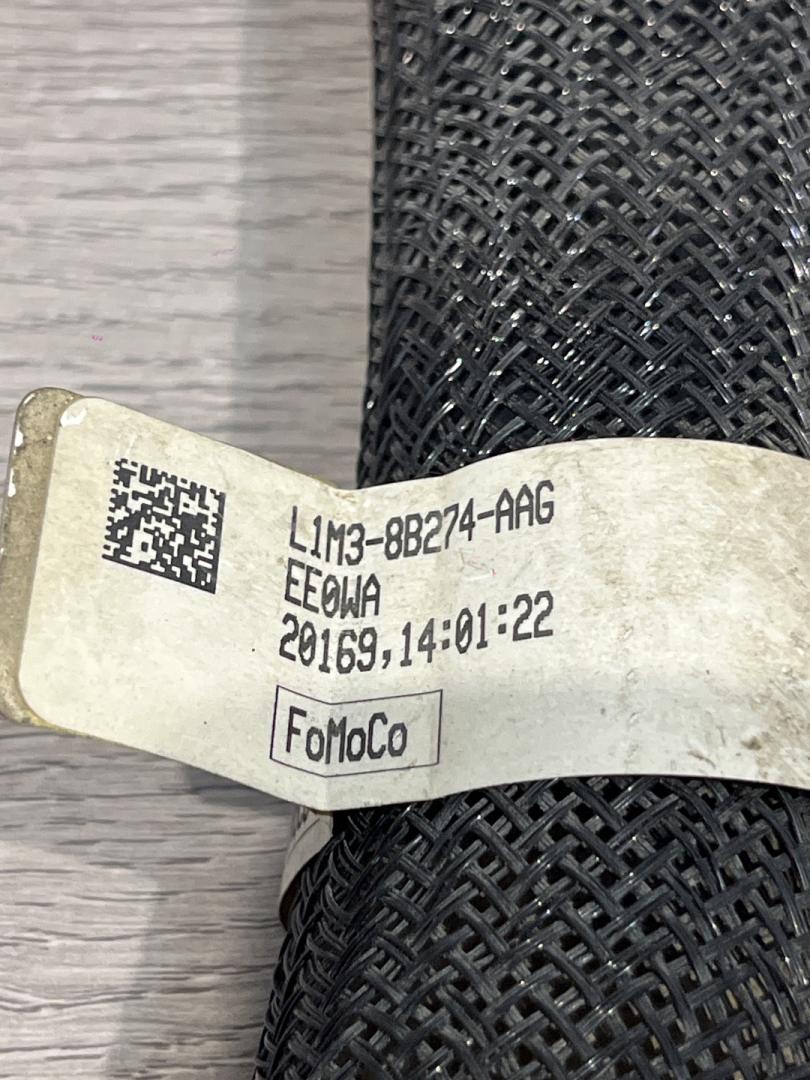 L1M3-8B274-AAG
EE0WA
20169,14:01:22
FoMoCo